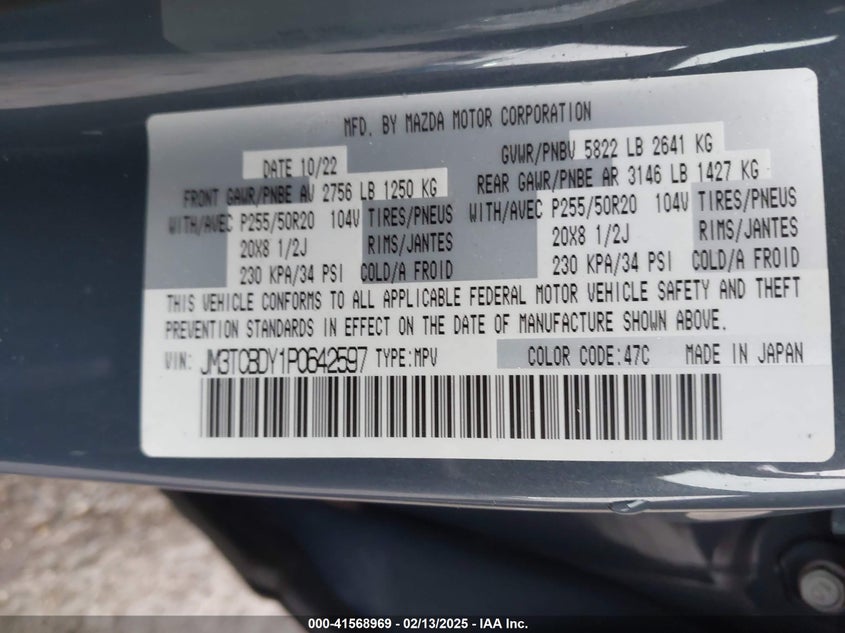 MFD. BY MAZDA MOTOR CORPORATION
DATE 10/22
GVWR/PNBV 5822 LB 2641 KG
FRONT GAWR/PNBE AV 2756 LB 1250 KG
REAR GAWR/PNBE AR 3146 LB 1427 KG
WITH/AVEC P255/50R20 104V TIRES/PNEUS
WITH/AVEC P255/50R20 104V TIRES/PNEUS
20X8 1/2J RIMS/JANTES
20X8 1/2J RIMS/JANTES
230 KPA/34 PSI COLD/A FROID
230 KPA/34 PSI COLD/A FROID
THIS VEHICLE CONFORMS TO ALL APPLICABLE FEDERAL MOTOR VEHICLE SAFETY AND THEFT
PREVENTION STANDARDS IN EFFECT ON THE DATE OF MANUFACTURE SHOWN ABOVE.
VIN: JM3TCBDY1P0642597 TYPE:MPV COLOR CODE:47C MADE IN JAPAN
000-41568969 — 02/13/2025 — IAA Inc.